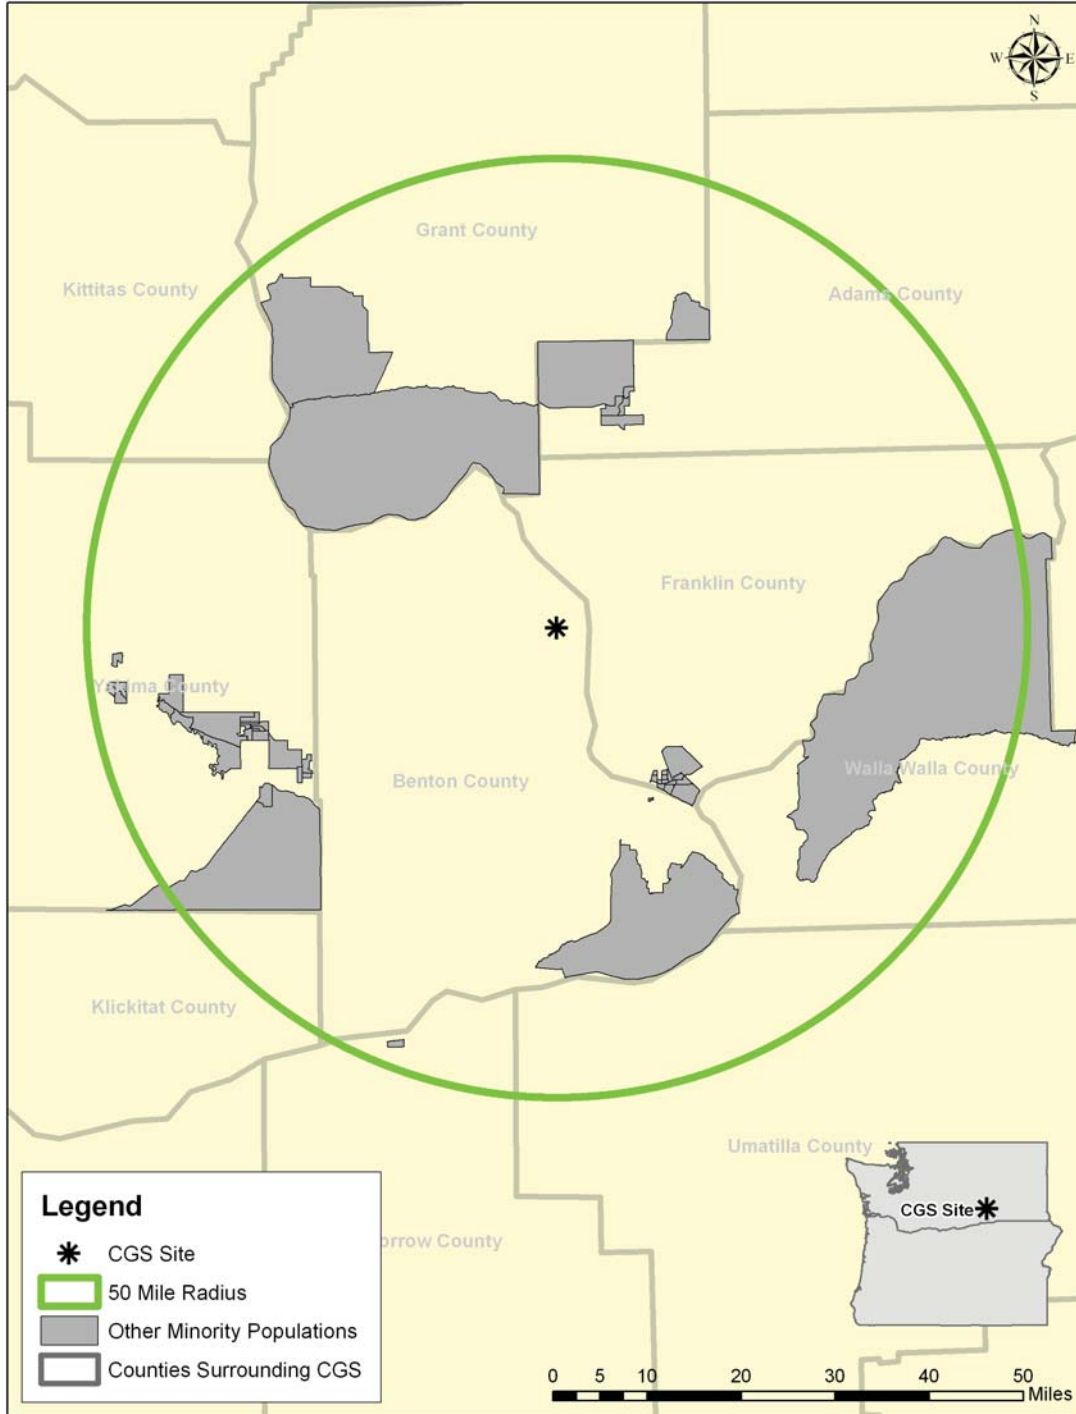 N
W E
S
Grant County
Kittitas County
Adams County
Franklin County
Yakima County
Walla Walla County
Benton County
Klickitat County
Umatilla County
CGS Site
orrow County
Legend
CGS Site
50 Mile Radius
Other Minority Populations
Counties Surrounding CGS
0 5 10 20 30 40 50
Miles